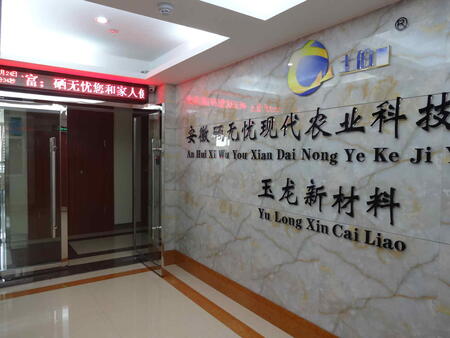 富：硒无忧您和家人健
®
安徽硒无忧现代农业科技
An Hui Xi Wu You Xian Dai Nong Ye Ke Ji Y
玉龙新材料
Yu Long Xin Cai Liao